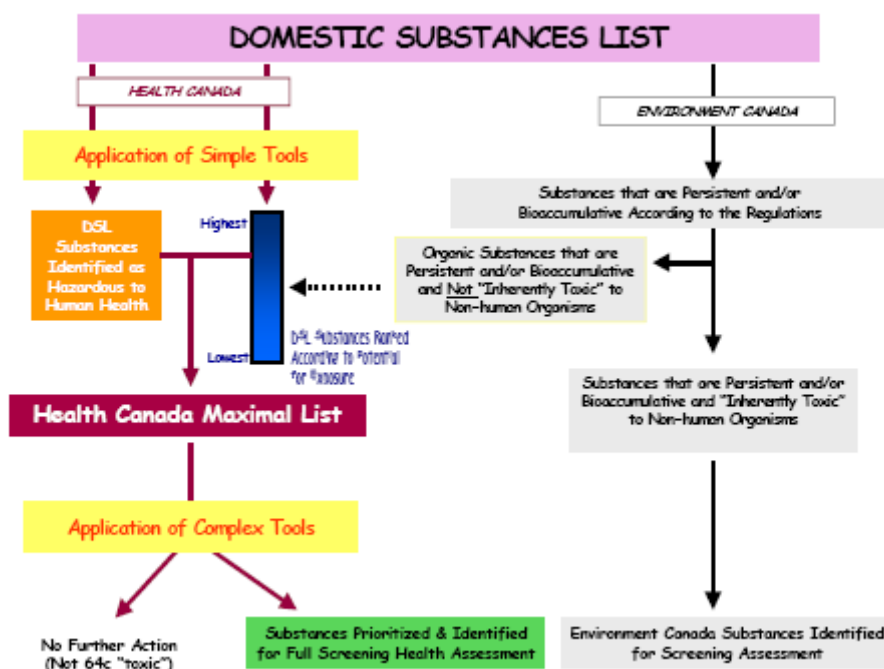 DOMESTIC SUBSTANCES LIST
HEALTH CANADA
ENVIRONMENT CANADA
Application of Simple Tools
Substances that are Persistent and/or
Bioaccumulative According to the Regulations
DSL
Substances
Identified as
Hazardous to
Human Health
Highest
Lowest
DSL Substances Ranked
According to Potential
for Exposure
Organic Substances that are
Persistent and/or Bioaccumulative
and Not "Inherently Toxic" to
Non-human Organisms
Substances that are Persistent and/or
Bioaccumulative and "Inherently Toxic"
to Non-human Organisms
Health Canada Maximal List
Application of Complex Tools
No Further Action
(Not 64c "toxic")
Substances Prioritized & Identified
for Full Screening Health Assessment
Environment Canada Substances Identified
for Screening Assessment